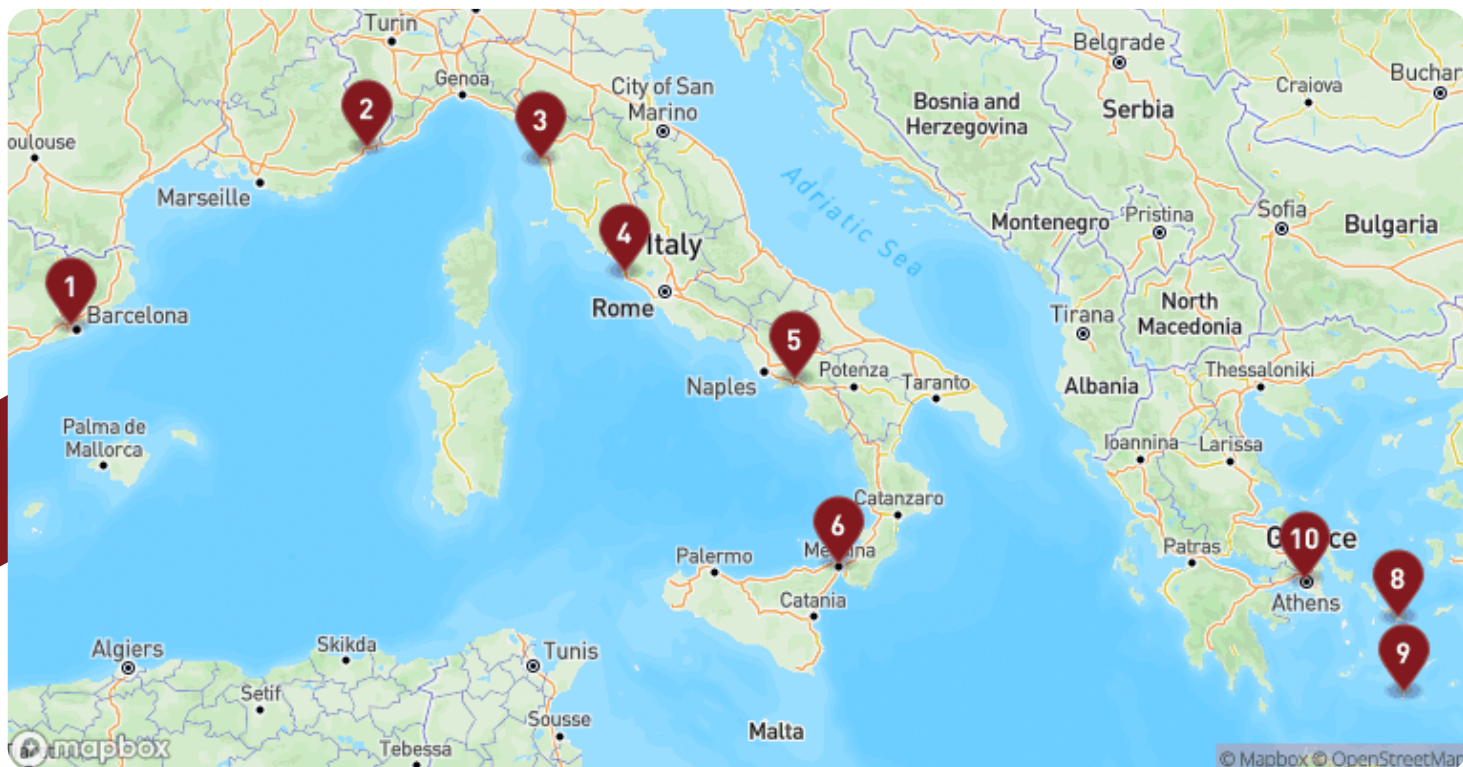 Turin
Belgrade
Genoa
City of San
Marino
Bosnia and
Herzegovina
Serbia
Craiova
Buchar
2
3
oulouse
Marseille
Adriatic Sea
Montenegro
Pristina
Sofia
Bulgaria
4
Italy
1
Barcelona
Rome
North
Macedonia
Tirana
5
Naples
Potenza
Taranto
Albania
Thessaloniki
Palma de
Mallorca
Ioannina
Larissa
Catanzaro
6
Palermo
Patras
10
Athens
8
Catania
9
Algiers
Skikda
Tunis
Setif
Sousse
Malta
Tebessa
mapbox
© Mapbox © OpenStreetMap